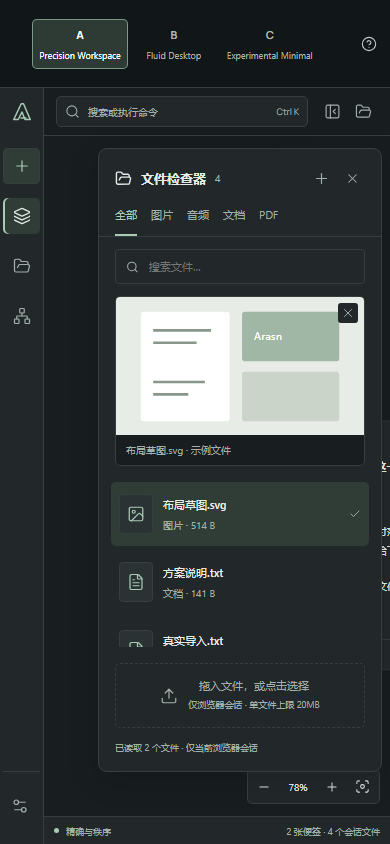 A
Precision Workspace
B
Fluid Desktop
C
Experimental Minimal
搜索或执行命令
Ctrl K
文件检查器 4
全部 图片 音频 文档 PDF
搜索文件...
Arasn
布局草图.svg · 示例文件
布局草图.svg
图片 · 514 B
方案说明.txt
文档 · 141 B
真实导入.txt
拖入文件，或点击选择
仅浏览器会话 · 单文件上限 20MB
已读取 2 个文件 · 仅当前浏览器会话
78%
精确与秩序
2 张便签 · 4 个会话文件